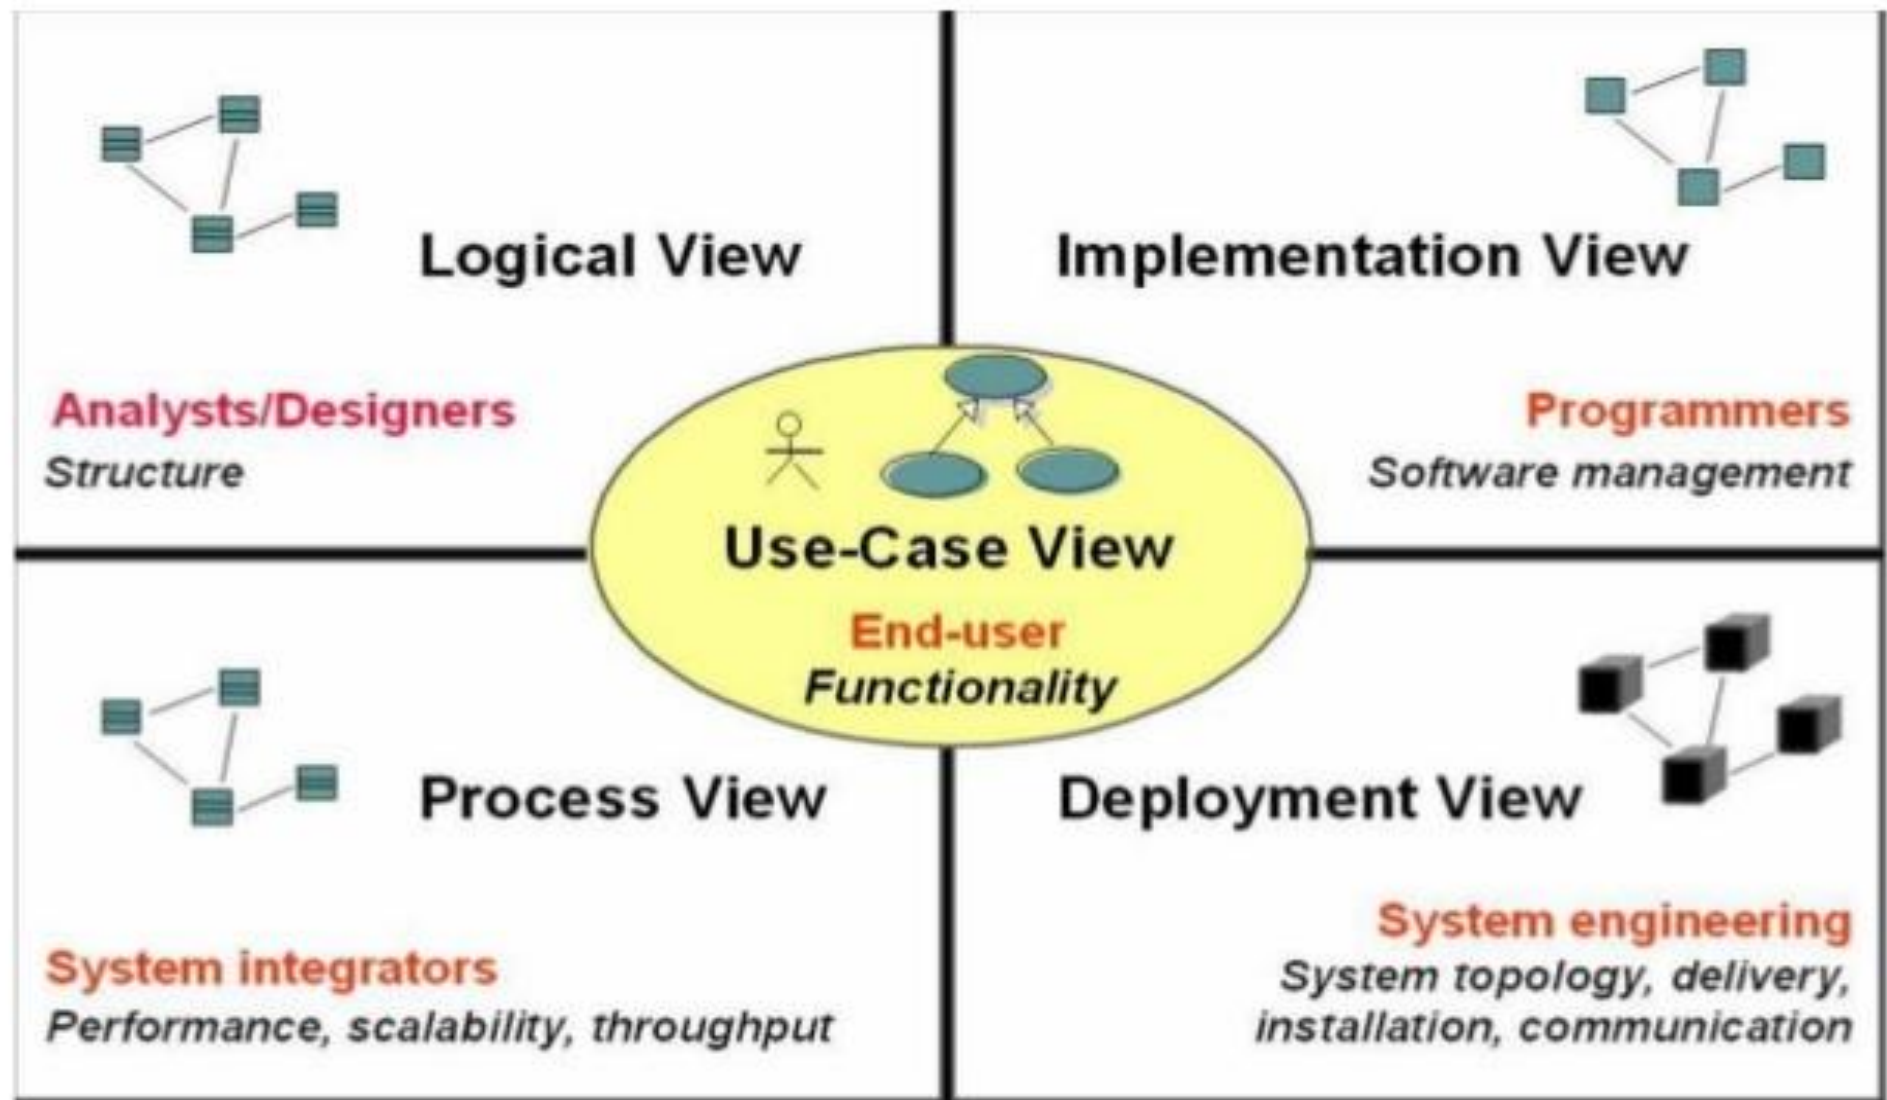 Logical View
Analysts/Designers
Structure
Implementation View
Programmers
Software management
Use-Case View
End-user
Functionality
Process View
System integrators
Performance, scalability, throughput
Deployment View
System engineering
System topology, delivery,
installation, communication